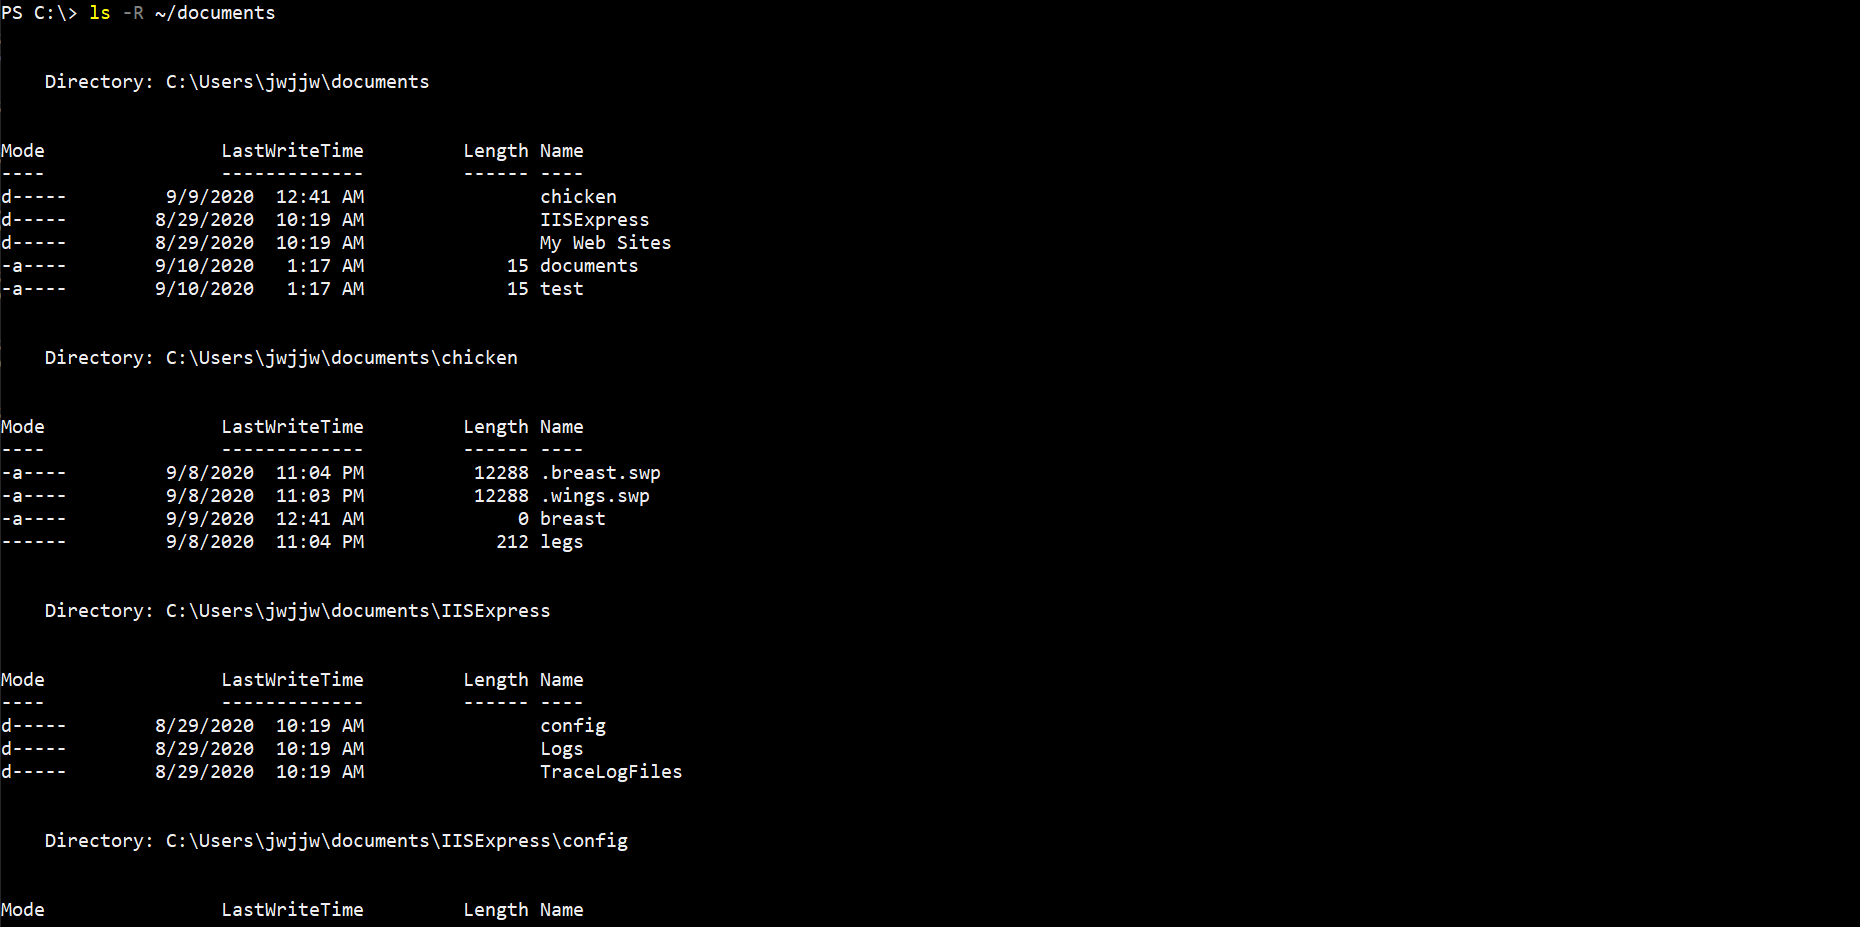 PS C:\> ls -R ~/documents
Directory: C:\Users\jwjjw\documents
Mode LastWriteTime Length Name
---- ------------- ------ ----
d----- 9/9/2020 12:41 AM chicken
d----- 8/29/2020 10:19 AM IISExpress
d----- 8/29/2020 10:19 AM My Web Sites
-a---- 9/10/2020 1:17 AM 15 documents
-a---- 9/10/2020 1:17 AM 15 test
Directory: C:\Users\jwjjw\documents\chicken
Mode LastWriteTime Length Name
---- ------------- ------ ----
-a---- 9/8/2020 11:04 PM 12288 .breast.swp
-a---- 9/8/2020 11:03 PM 12288 .wings.swp
-a---- 9/9/2020 12:41 AM 0 breast
------ 9/8/2020 11:04 PM 212 legs
Directory: C:\Users\jwjjw\documents\IISExpress
Mode LastWriteTime Length Name
---- ------------- ------ ----
d----- 8/29/2020 10:19 AM config
d----- 8/29/2020 10:19 AM Logs
d----- 8/29/2020 10:19 AM TraceLogFiles
Directory: C:\Users\jwjjw\documents\IISExpress\config
Mode LastWriteTime Length Name